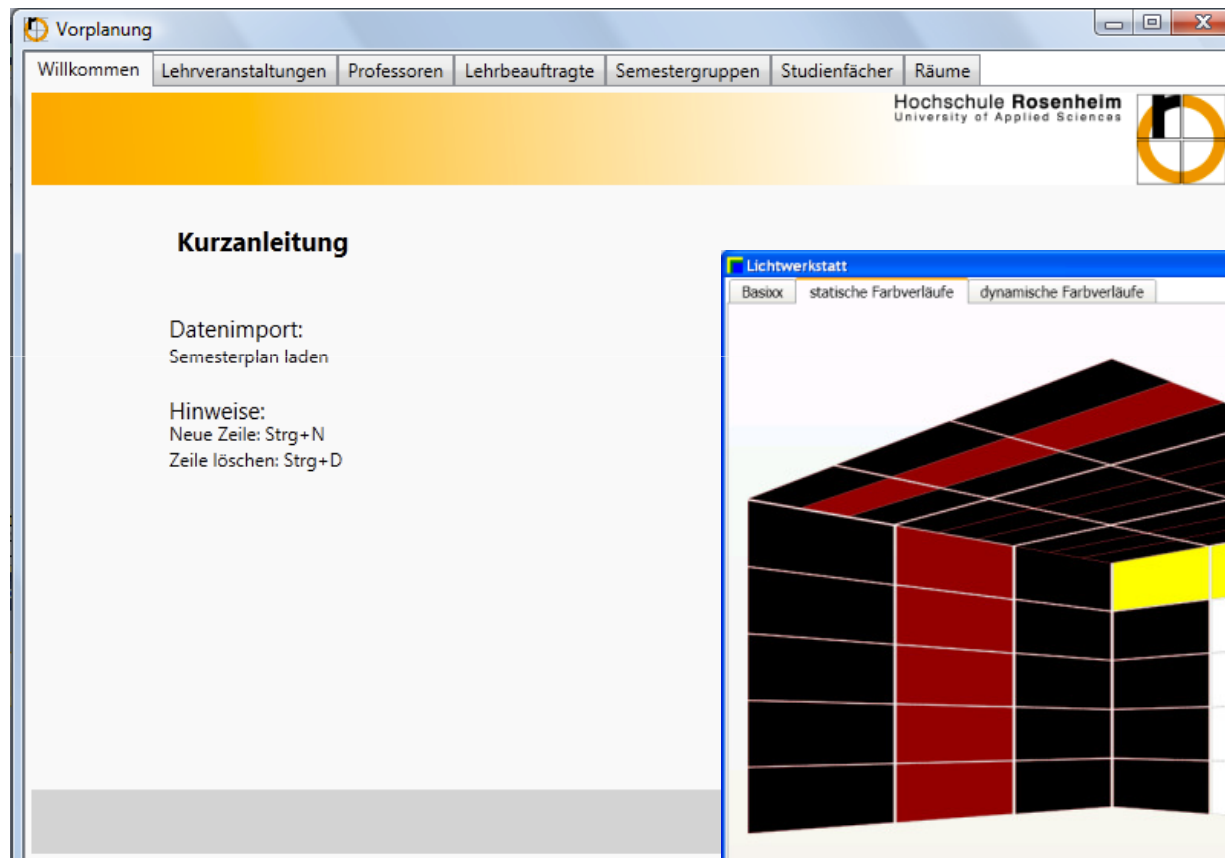 Vorplanung
Willkommen Lehrveranstaltungen Professoren Lehrbeauftragte Semestergruppen Studienfächer Räume
Hochschule Rosenheim
University of Applied Sciences
Kurzanleitung
Datenimport:
Semesterplan laden
Hinweise:
Neue Zeile: Strg+N
Zeile löschen: Strg+D
Lichtwerkstatt
Basixx statische Farbverläufe dynamische Farbverläufe